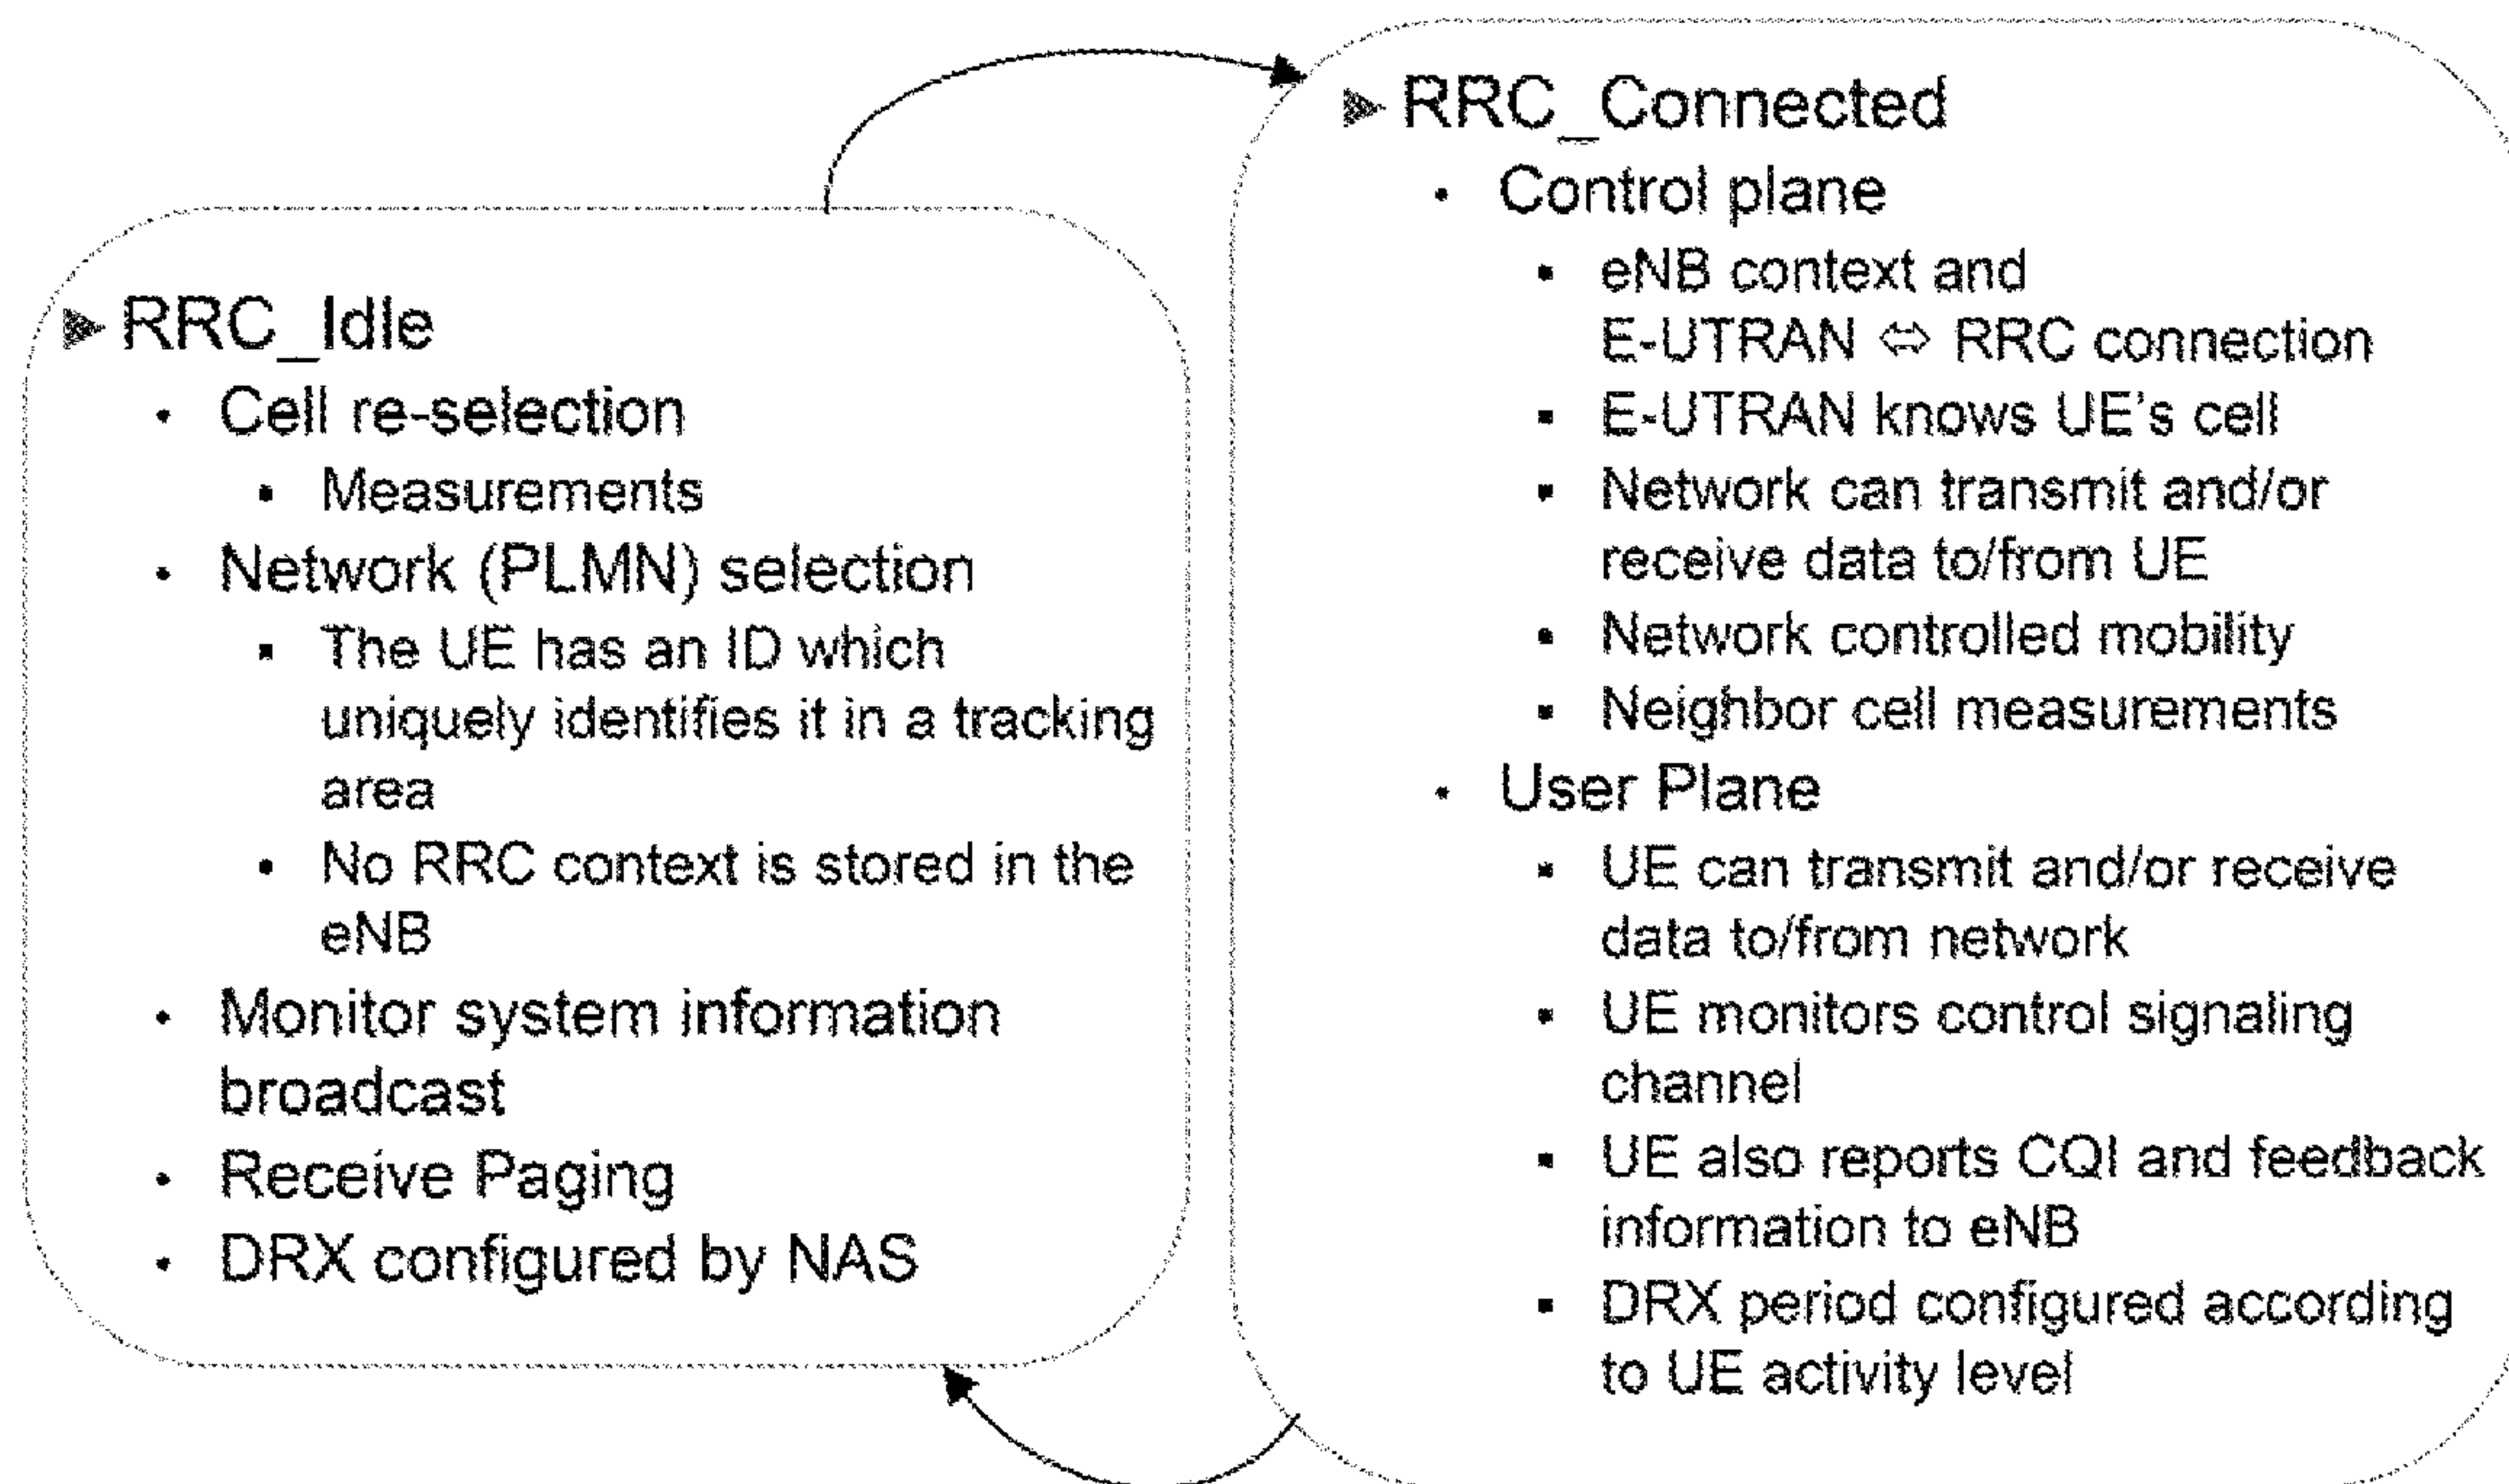 RRC_Idle
• Cell re-selection
▪ Measurements
• Network (PLMN) selection
▪ The UE has an ID which
uniquely identifies it in a tracking
area
▪ No RRC context is stored in the
eNB
• Monitor system information
broadcast
• Receive Paging
• DRX configured by NAS
RRC_Connected
• Control plane
▪ eNB context and
E-UTRAN ⇔ RRC connection
▪ E-UTRAN knows UE's cell
▪ Network can transmit and/or
receive data to/from UE
▪ Network controlled mobility
▪ Neighbor cell measurements
• User Plane
▪ UE can transmit and/or receive
data to/from network
▪ UE monitors control signaling
channel
▪ UE also reports CQI and feedback
information to eNB
▪ DRX period configured according
to UE activity level